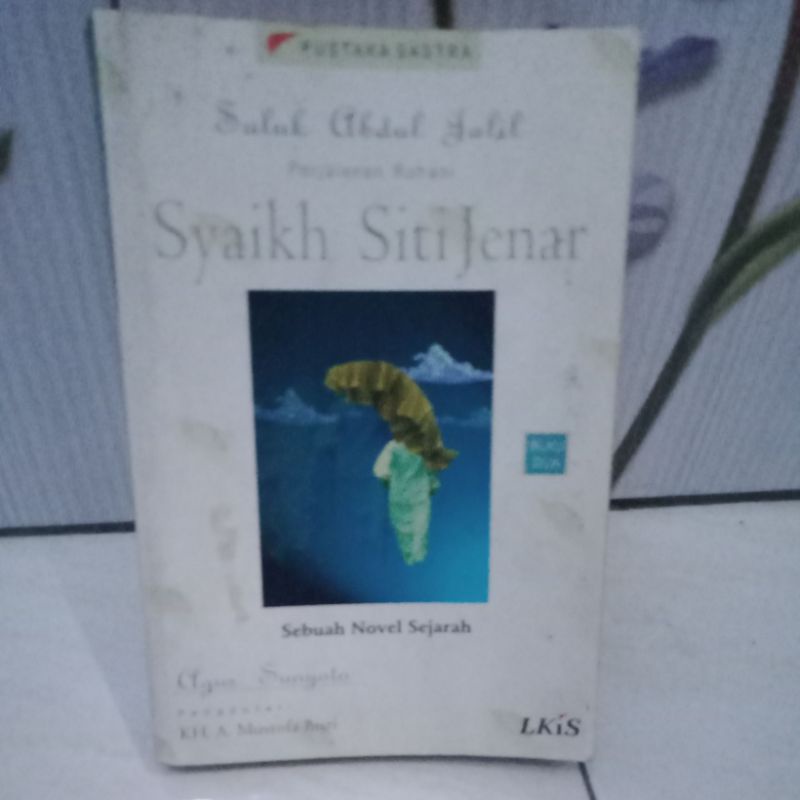 PUSTAKA SASTRA
Suluk Abdul Jalil
Perjalanan Ruhani
Syaikh Siti Jenar
BUKU
DUA
Sebuah Novel Sejarah
Agus Sunyoto
Pengantar:
KH. A. Mustofa Bisri
LKiS